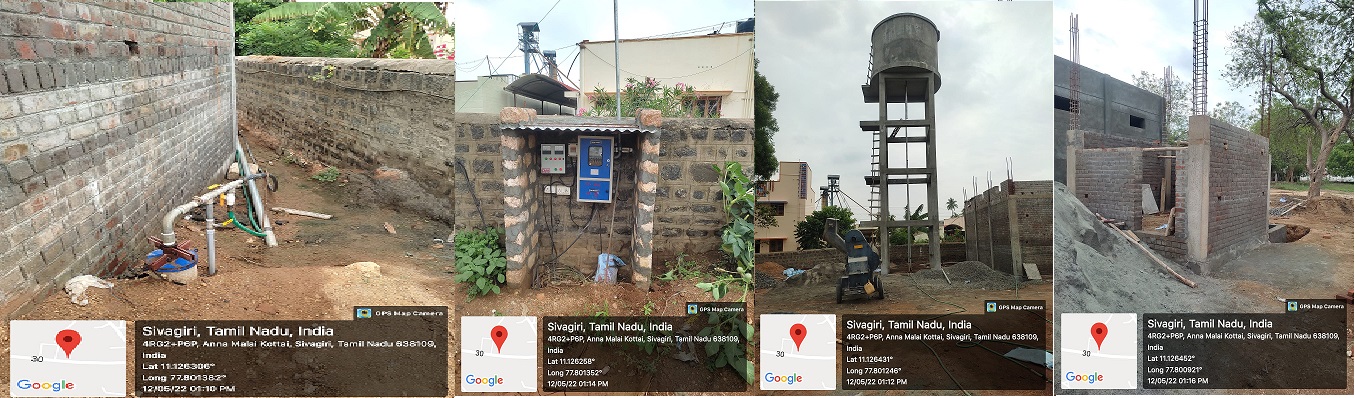 GPS Map Camera
Sivagiri, Tamil Nadu, India
4RG2+P6P, Anna Malai Kottai, Sivagiri, Tamil Nadu 638109,
India
Lat 11.126306°
Long 77.801382°
12/05/22 01:10 PM
30
Google
GPS Map Camera
Sivagiri, Tamil Nadu, India
4RG2+P6P, Anna Malai Kottai, Sivagiri, Tamil Nadu 638109,
India
Lat 11.126258°
Long 77.801352°
12/05/22 01:14 PM
30
Google
GPS Map Camera
Sivagiri, Tamil Nadu, India
4RG2+P6P, Anna Malai Kottai, Sivagiri, Tamil Nadu 638109,
India
Lat 11.126431°
Long 77.801246°
12/05/22 01:12 PM
30
Google
GPS Map Camera
Sivagiri, Tamil Nadu, India
4RG2+P6P, Anna Malai Kottai, Sivagiri, Tamil Nadu 638109,
India
Lat 11.126452°
Long 77.800921°
12/05/22 01:16 PM
30
Google